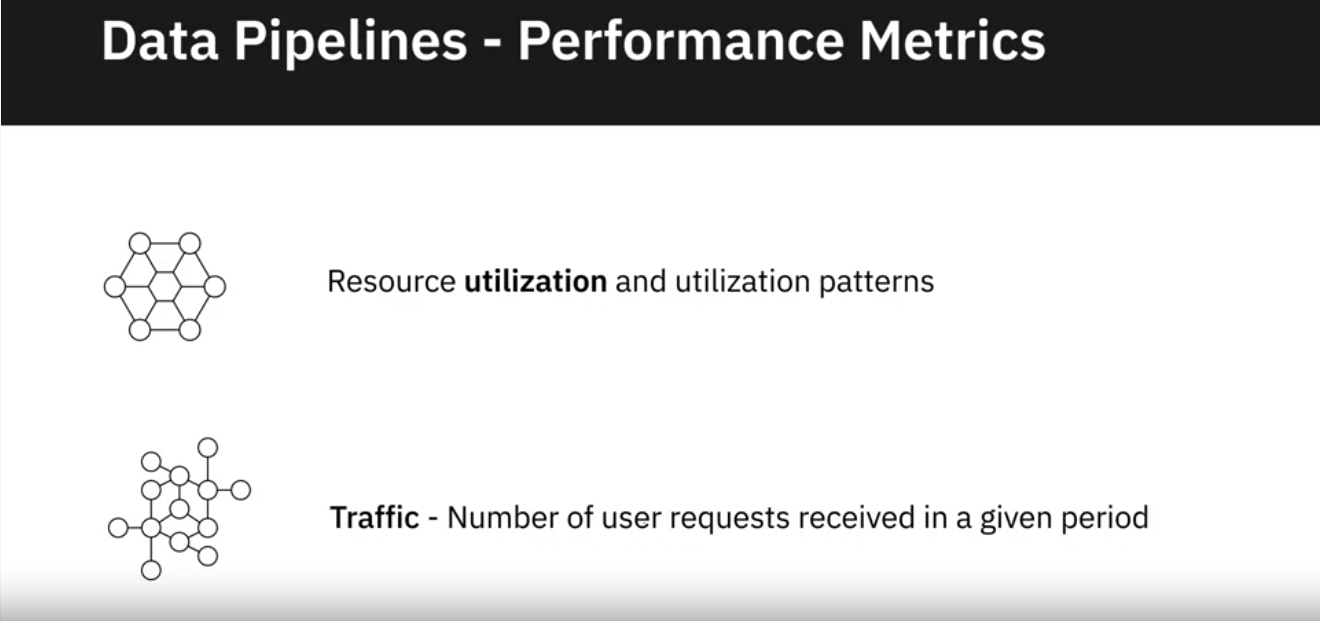 Data Pipelines - Performance Metrics
Resource utilization and utilization patterns
Traffic - Number of user requests received in a given period